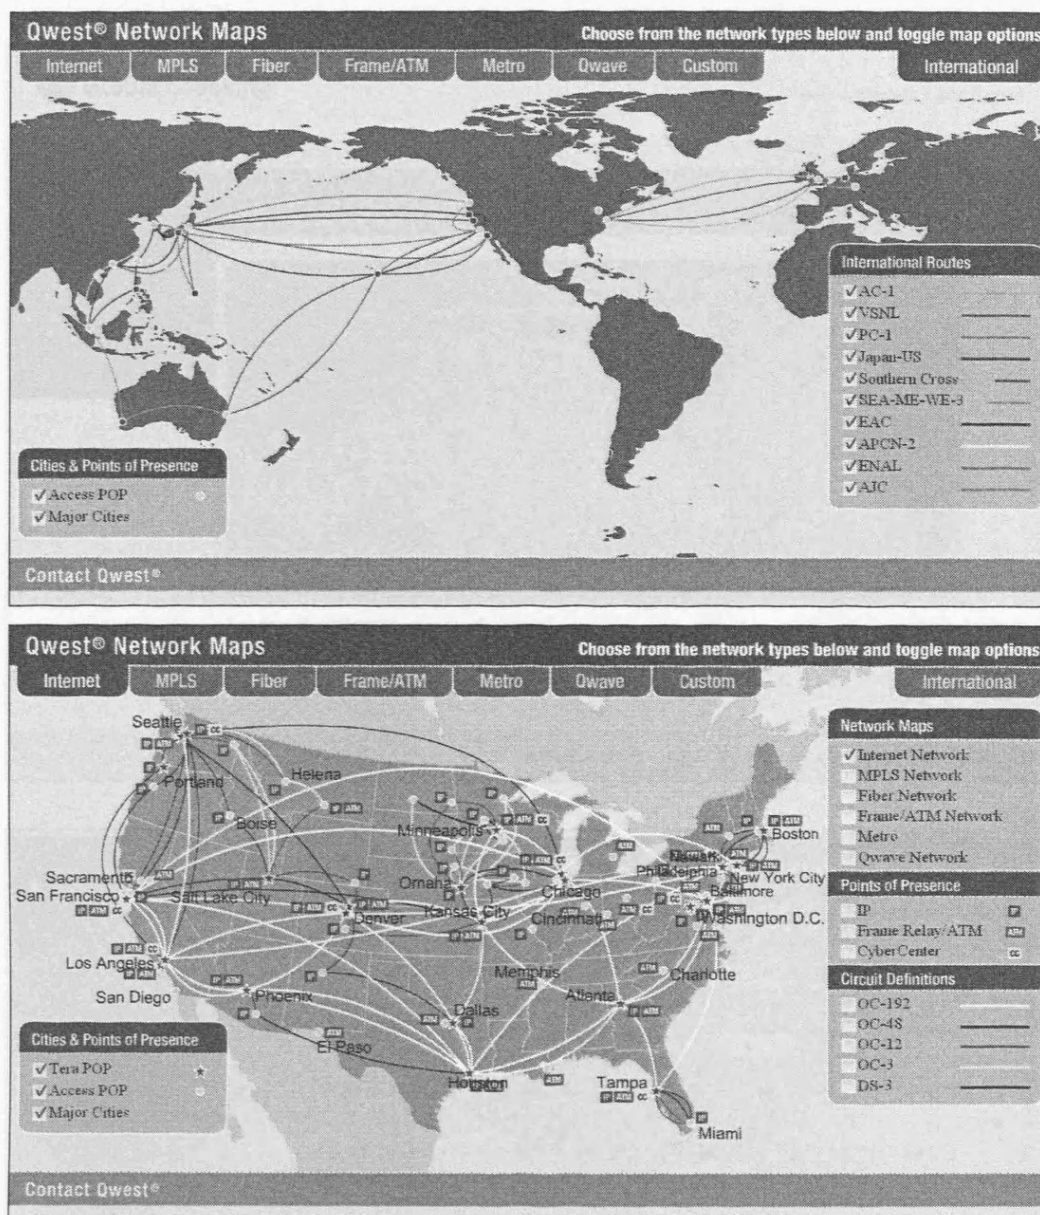 Qwest® Network Maps
Choose from the network types below and toggle map options
Internet
MPLS
Fiber
Frame/ATM
Metro
Qwave
Custom
International
International Routes
AC-1
VSNL
PC-1
Japan-US
Southern Cross
SEA-ME-WE-3
EAC
APCN-2
ENAL
AJC
Cities & Points of Presence
Access POP
Major Cities
Contact Qwest®
Qwest® Network Maps
Choose from the network types below and toggle map options
Internet
MPLS
Fiber
Frame/ATM
Metro
Qwave
Custom
International
Seattle
Portland
Helena
Boise
Minneapolis
Boston
Newark
Philadelphia
New York City
Sacramento
San Francisco
Salt Lake City
Omaha
Chicago
Baltimore
Denver
Kansas City
Cincinnati
Washington D.C.
Los Angeles
San Diego
Phoenix
Memphis
Charlotte
Dallas
Atlanta
El Paso
Houston
Tampa
Miami
Network Maps
Internet Network
MPLS Network
Fiber Network
Frame/ATM Network
Metro
Qwave Network
Points of Presence
IP IP
Frame Relay/ATM ATM
CyberCenter CC
Circuit Definitions
OC-192
OC-48
OC-12
OC-3
DS-3
Cities & Points of Presence
Tera POP
Access POP
Major Cities
Contact Qwest®